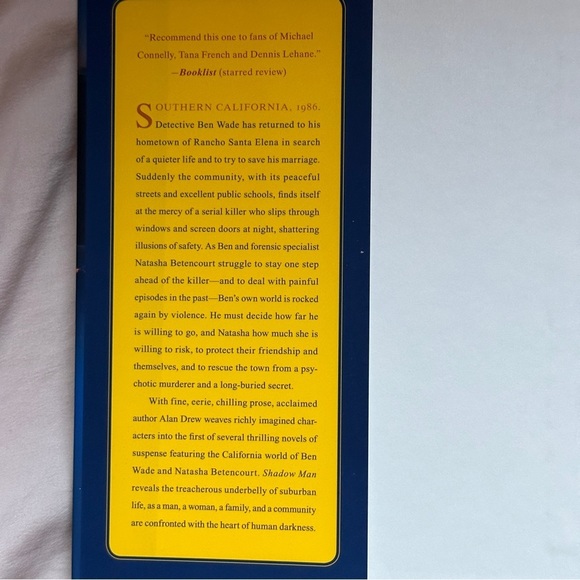 “Recommend this one to fans of Michael
Connelly, Tana French and Dennis Lehane.”
—Booklist (starred review)
SOUTHERN CALIFORNIA, 1986.
Detective Ben Wade has returned to his
hometown of Rancho Santa Elena in search
of a quieter life and to try to save his marriage.
Suddenly the community, with its peaceful
streets and excellent public schools, finds itself
at the mercy of a serial killer who slips through
windows and screen doors at night, shattering
illusions of safety. As Ben and forensic specialist
Natasha Betencourt struggle to stay one step
ahead of the killer—and to deal with painful
episodes in the past—Ben’s own world is rocked
again by violence. He must decide how far he
is willing to go, and Natasha how much she is
willing to risk, to protect their friendship and
themselves, and to rescue the town from a psy-
chotic murderer and a long-buried secret.
With fine, eerie, chilling prose, acclaimed
author Alan Drew weaves richly imagined char-
acters into the first of several thrilling novels of
suspense featuring the California world of Ben
Wade and Natasha Betencourt. Shadow Man
reveals the treacherous underbelly of suburban
life, as a man, a woman, a family, and a community
are confronted with the heart of human darkness.